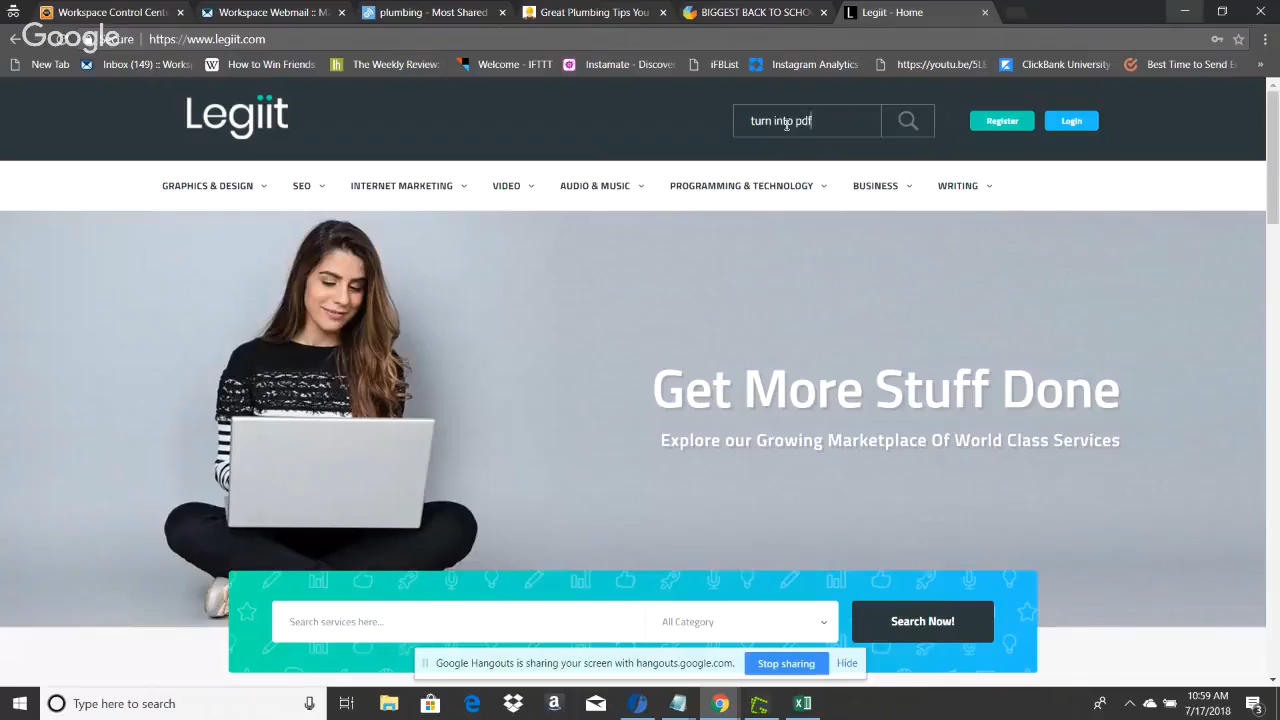 Workspace Control Cent
Workspace Webmail :: M
plumbing - Most Shared
Great Plumbing Tips You
BIGGEST BACK TO SCHO
Legiit - Home
Google
https://www.legiit.com
New Tab
Inbox (149) :: Works
How to Win Friends
The Weekly Review:
Welcome - IFTTT
Instamate - Discove
iFBList
Instagram Analytics
https://youtu.be/5LE
ClickBank University
Best Time to Send E
»
Legiit
turn into pdf
Register
Login
GRAPHICS & DESIGN
SEO
INTERNET MARKETING
VIDEO
AUDIO & MUSIC
PROGRAMMING & TECHNOLOGY
BUSINESS
WRITING
Get More Stuff Done
Explore our Growing Marketplace Of World Class Services
Search services here...
All Category
Search Now!
Google Hangouts is sharing your screen with hangouts.google.com.
Stop sharing
Hide
Type here to search
10:59 AM
7/17/2018
3